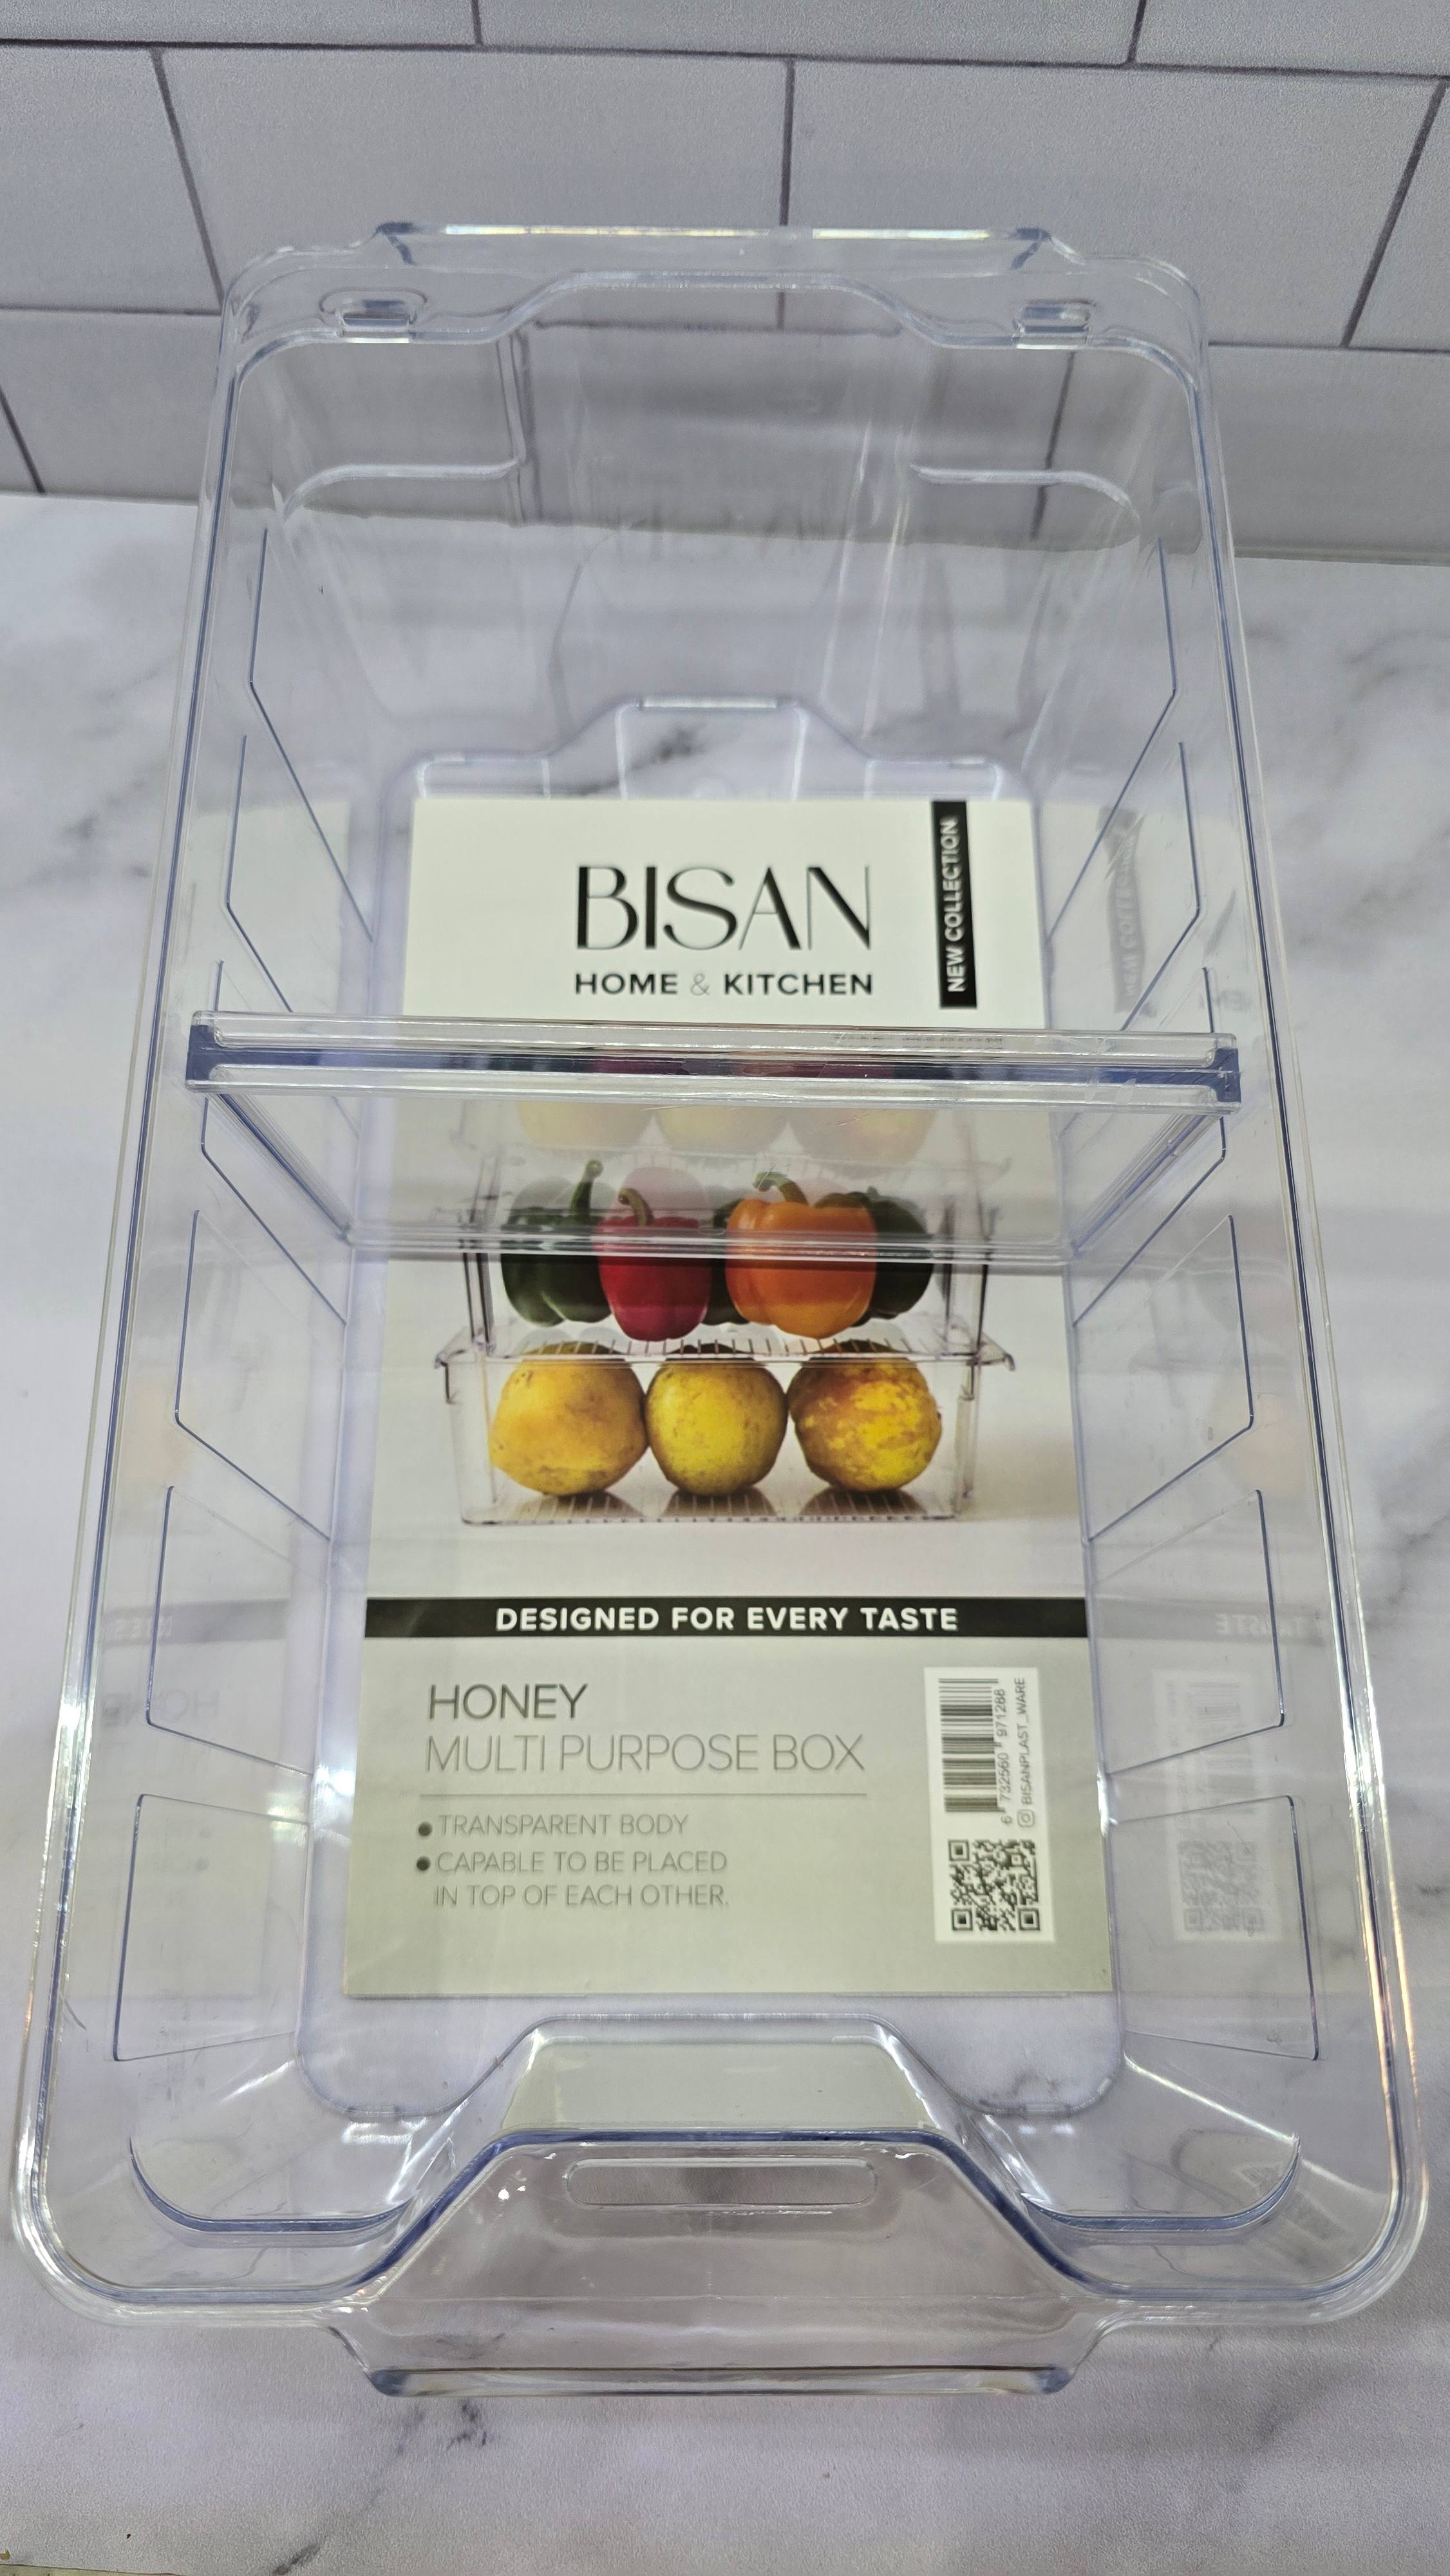 BISAN
HOME & KITCHEN
NEW COLLECTION
DESIGNED FOR EVERY TASTE
HONEY
MULTI PURPOSE BOX
• TRANSPARENT BODY
• CAPABLE TO BE PLACED
IN TOP OF EACH OTHER.
6 732560 971268
BISANPLAST_WARE